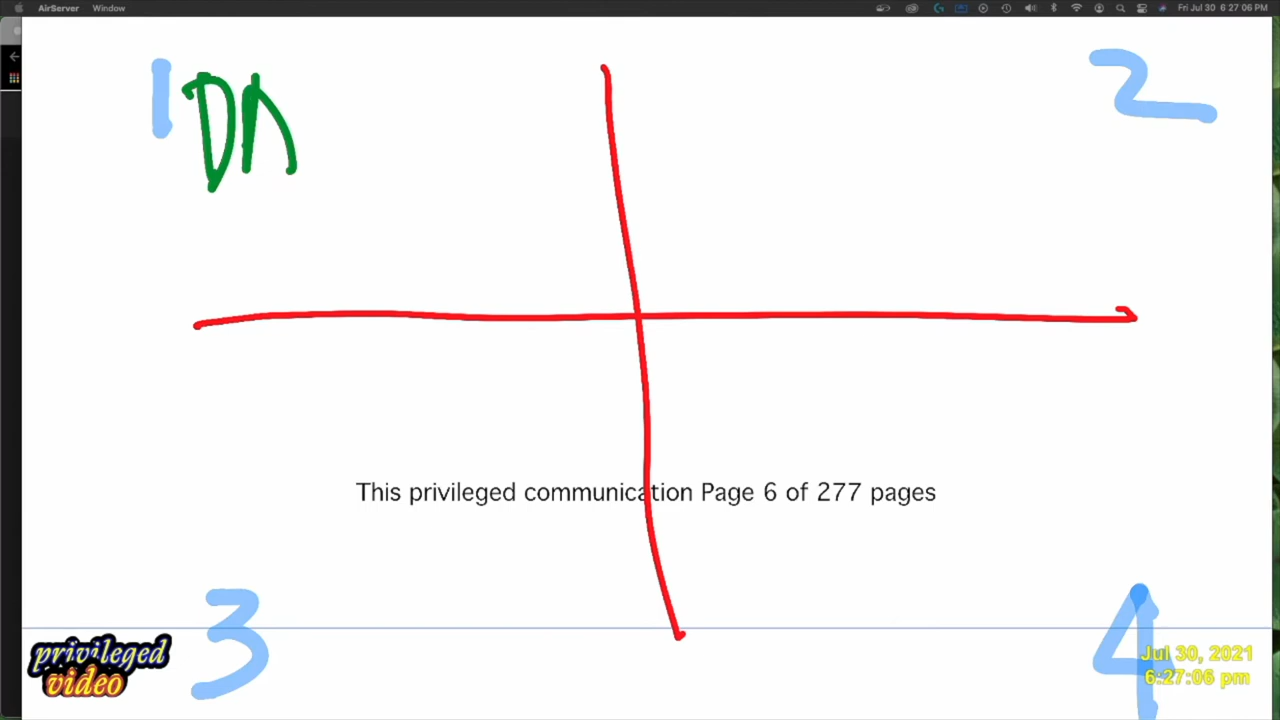 AirServer Window Fri Jul 30 6 27 06 PM
1 DA 2
This privileged communication Page 6 of 277 pages
3 4
privileged
video
Jul 30, 2021
6:27:06 pm